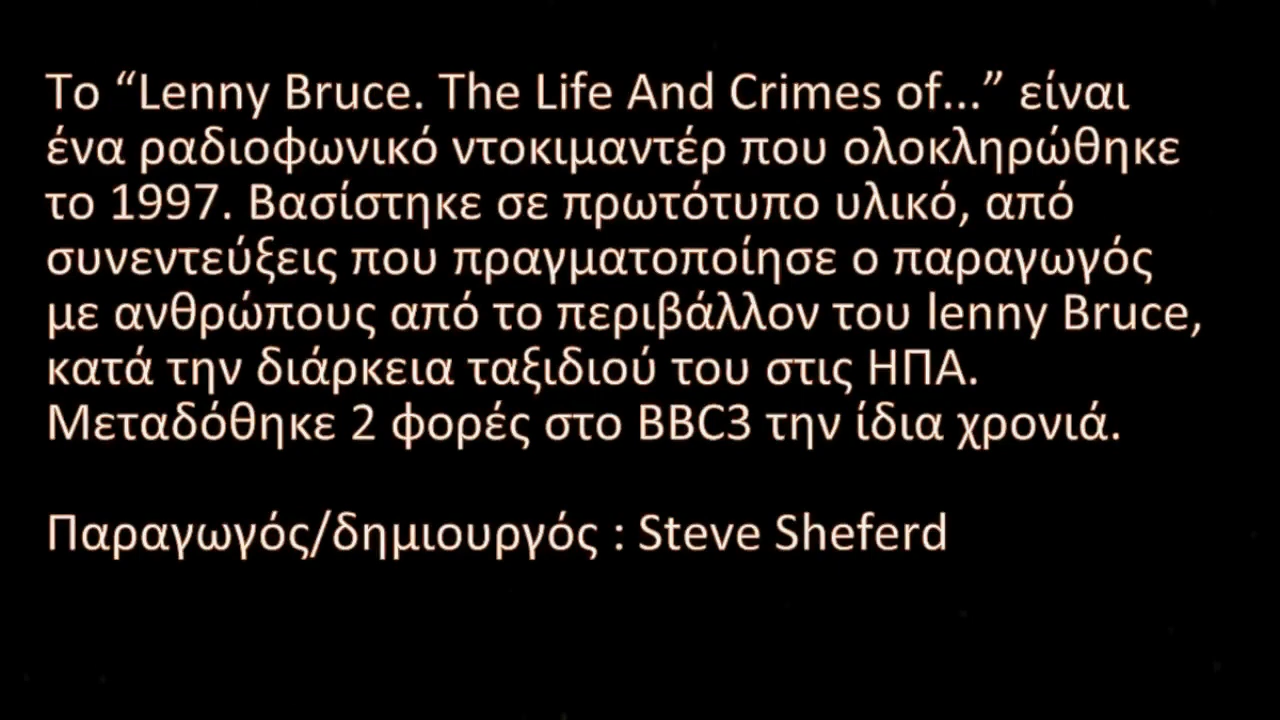 Το “Lenny Bruce. The Life And Crimes of...” είναι
ένα ραδιοφωνικό ντοκιμαντέρ που ολοκληρώθηκε
το 1997. Βασίστηκε σε πρωτότυπο υλικό, από
συνεντεύξεις που πραγματοποίησε ο παραγωγός
με ανθρώπους από το περιβάλλον του lenny Bruce,
κατά την διάρκεια ταξιδιού του στις ΗΠΑ.
Μεταδόθηκε 2 φορές στο BBC3 την ίδια χρονιά.
Παραγωγός/δημιουργός : Steve Sheferd